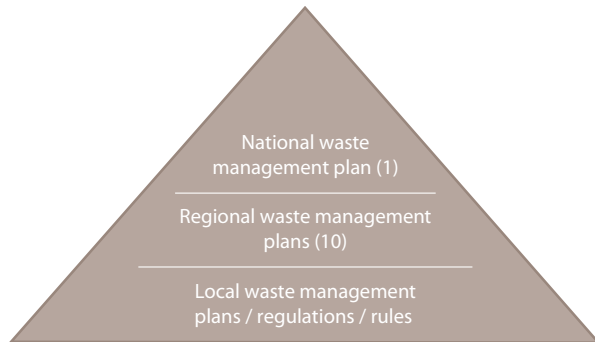 National waste
management plan (1)
Regional waste management
plans (10)
Local waste management
plans / regulations / rules